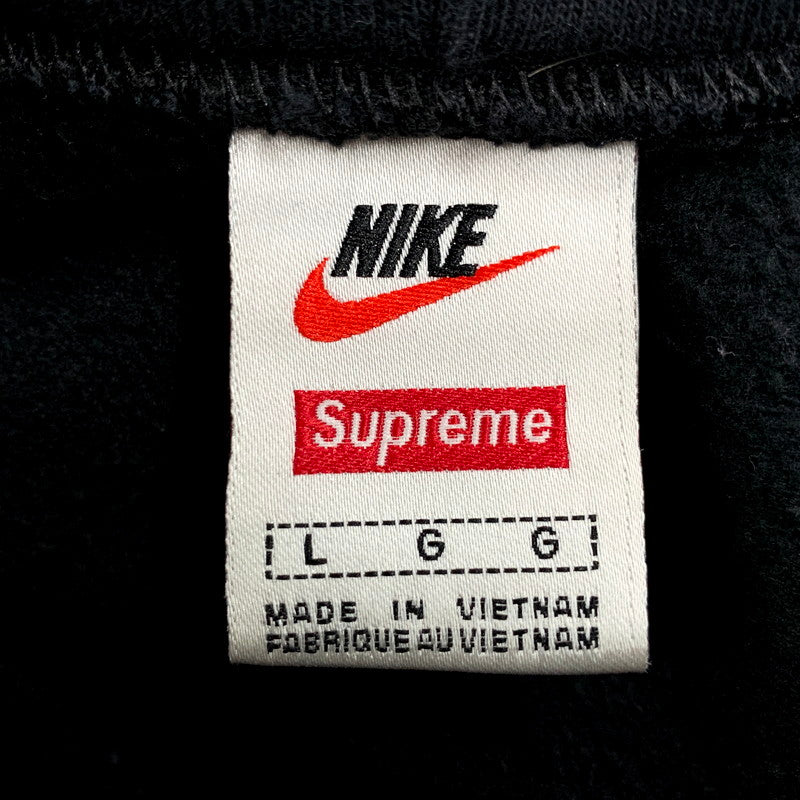 NIKE
Supreme
L G G
MADE IN VIETNAM
FABRIQUE AU VIETNAM